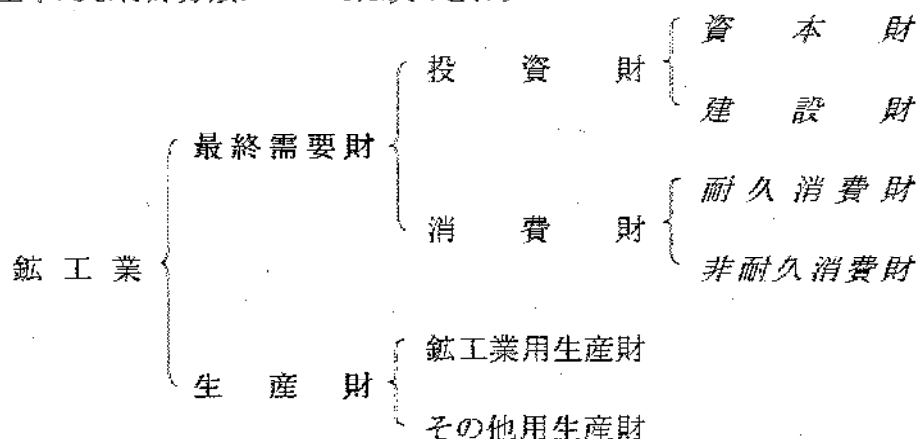 資本財
投資財
建設財
最終需要財
耐久消費財
消費財
非耐久消費財
鉱工業
鉱工業用生産財
生産財
その他用生産財